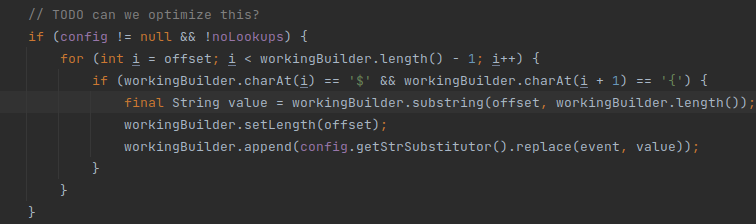 // TODO can we optimize this?
if (config != null && !noLookups) {
for (int i = offset; i < workingBuilder.length() - 1; i++) {
if (workingBuilder.charAt(i) == '$' && workingBuilder.charAt(i + 1) == '{') {
final String value = workingBuilder.substring(offset, workingBuilder.length());
workingBuilder.setLength(offset);
workingBuilder.append(config.getStrSubstitutor().replace(event, value));
}
}
}